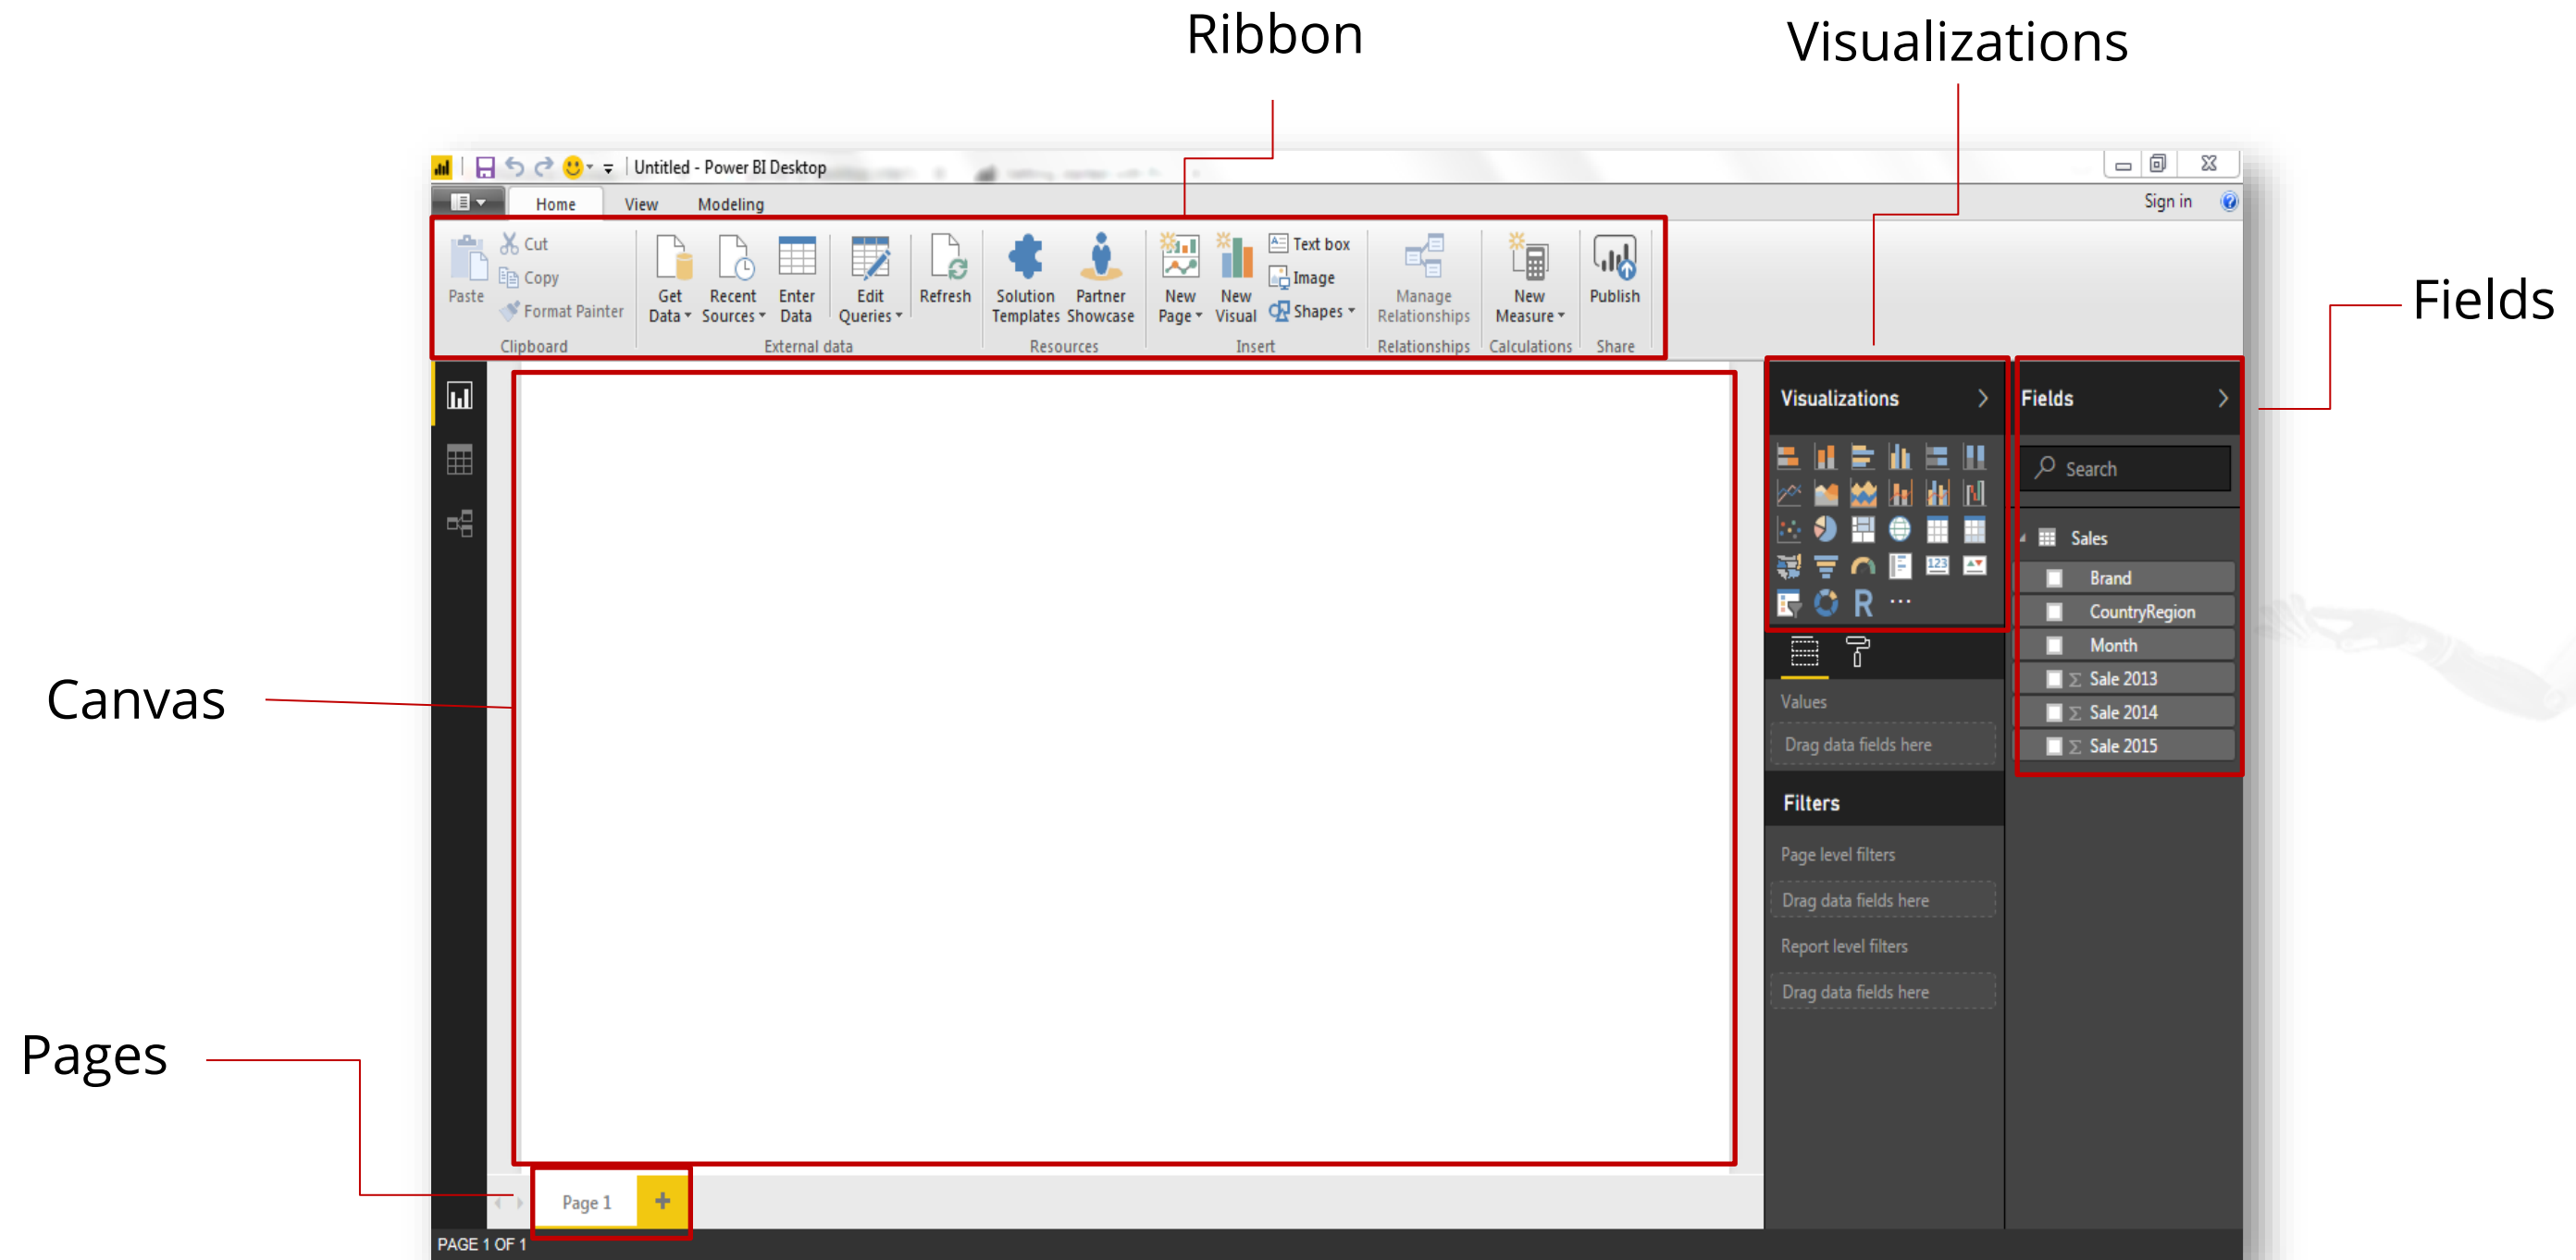 Ribbon
Visualizations
Untitled - Power BI Desktop
Home View Modeling
Sign in
Paste
Cut
Copy
Format Painter
Clipboard
Get Data
Recent Sources
Enter Data
Edit Queries
Refresh
External data
Solution Templates
Partner Showcase
Resources
New Page
New Visual
Text box
Image
Shapes
Insert
Manage Relationships
Relationships
New Measure
Calculations
Publish
Share
Fields
Visualizations
R
123
Values
Drag data fields here
Filters
Page level filters
Drag data fields here
Report level filters
Drag data fields here
Fields
Search
Sales
Brand
CountryRegion
Month
Σ Sale 2013
Σ Sale 2014
Σ Sale 2015
Canvas
Pages
Page 1 +
PAGE 1 OF 1